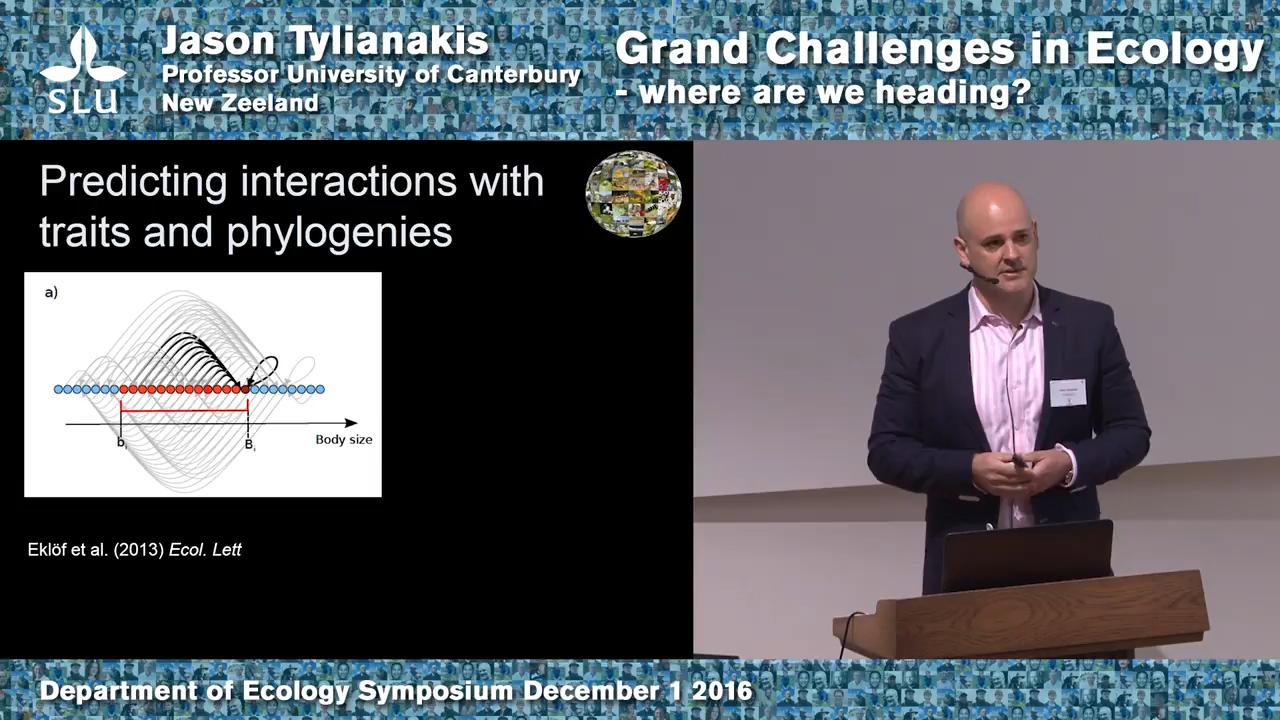 Jason Tylianakis
Professor University of Canterbury
New Zeeland
SLU
Grand Challenges in Ecology
- where are we heading?
Predicting interactions with
traits and phylogenies
a)
bi
Bi
Body size
Eklöf et al. (2013) Ecol. Lett
Department of Ecology Symposium December 1 2016